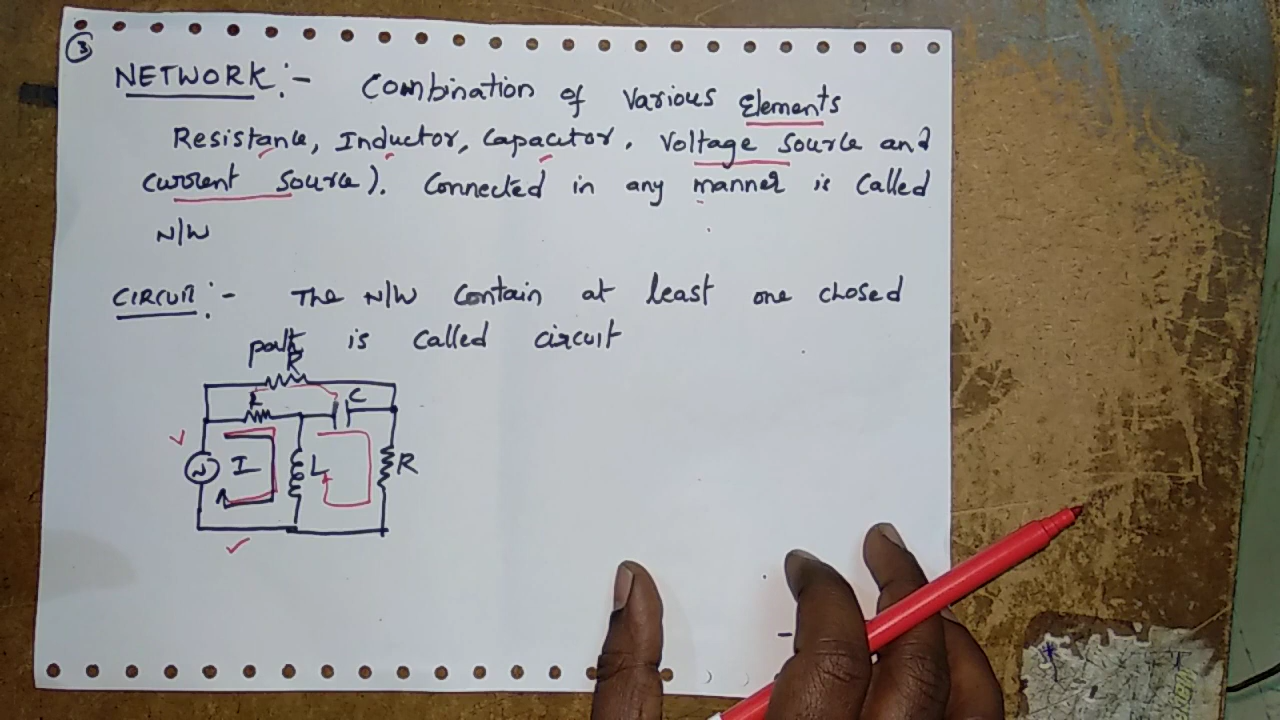 3
NETWORK:- Combination of various Elements
Resistance, Inductor, Capacitor, Voltage Source and
Current Source). Connected in any manner is Called
N/W
CIRCUIT:- The N/W Contain at least one chosed
path is called circuit
R
C
I
L
R